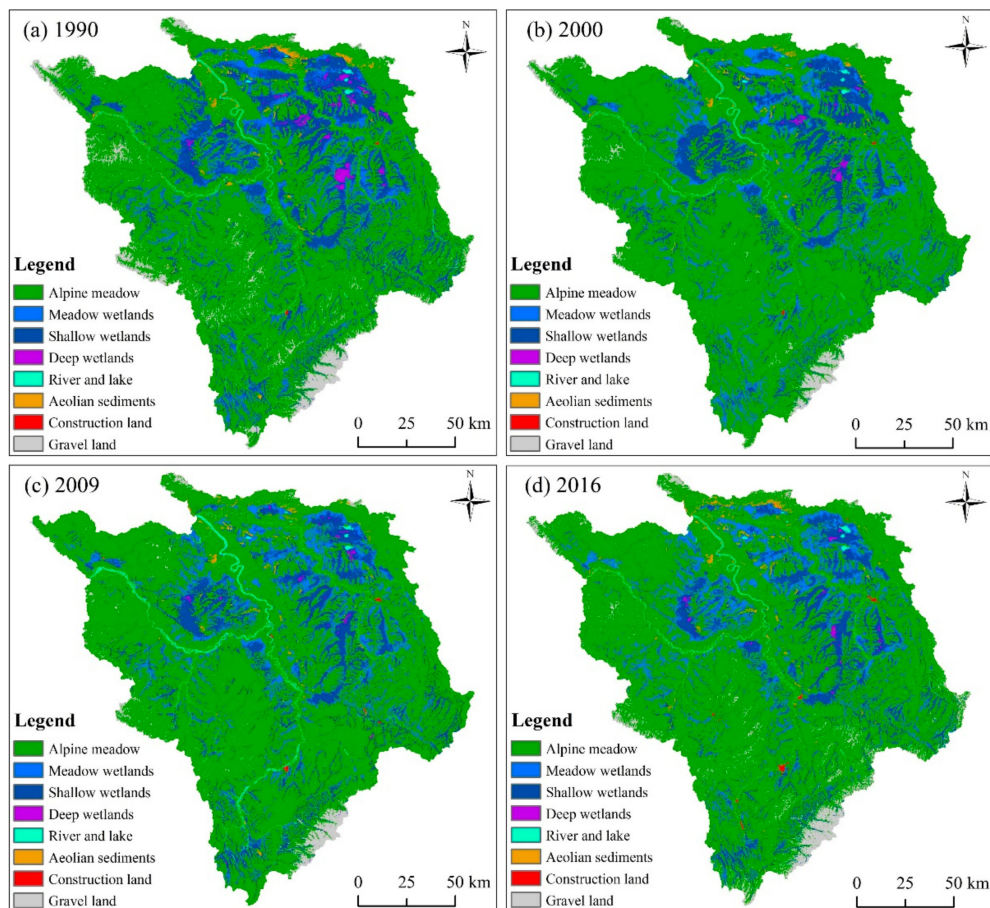 (a) 1990
N
Legend
Alpine meadow
Meadow wetlands
Shallow wetlands
Deep wetlands
River and lake
Aeolian sediments
Construction land
Gravel land
0 25 50 km
(b) 2000
N
Legend
Alpine meadow
Meadow wetlands
Shallow wetlands
Deep wetlands
River and lake
Aeolian sediments
Construction land
Gravel land
0 25 50 km
(c) 2009
N
Legend
Alpine meadow
Meadow wetlands
Shallow wetlands
Deep wetlands
River and lake
Aeolian sediments
Construction land
Gravel land
0 25 50 km
(d) 2016
N
Legend
Alpine meadow
Meadow wetlands
Shallow wetlands
Deep wetlands
River and lake
Aeolian sediments
Construction land
Gravel land
0 25 50 km